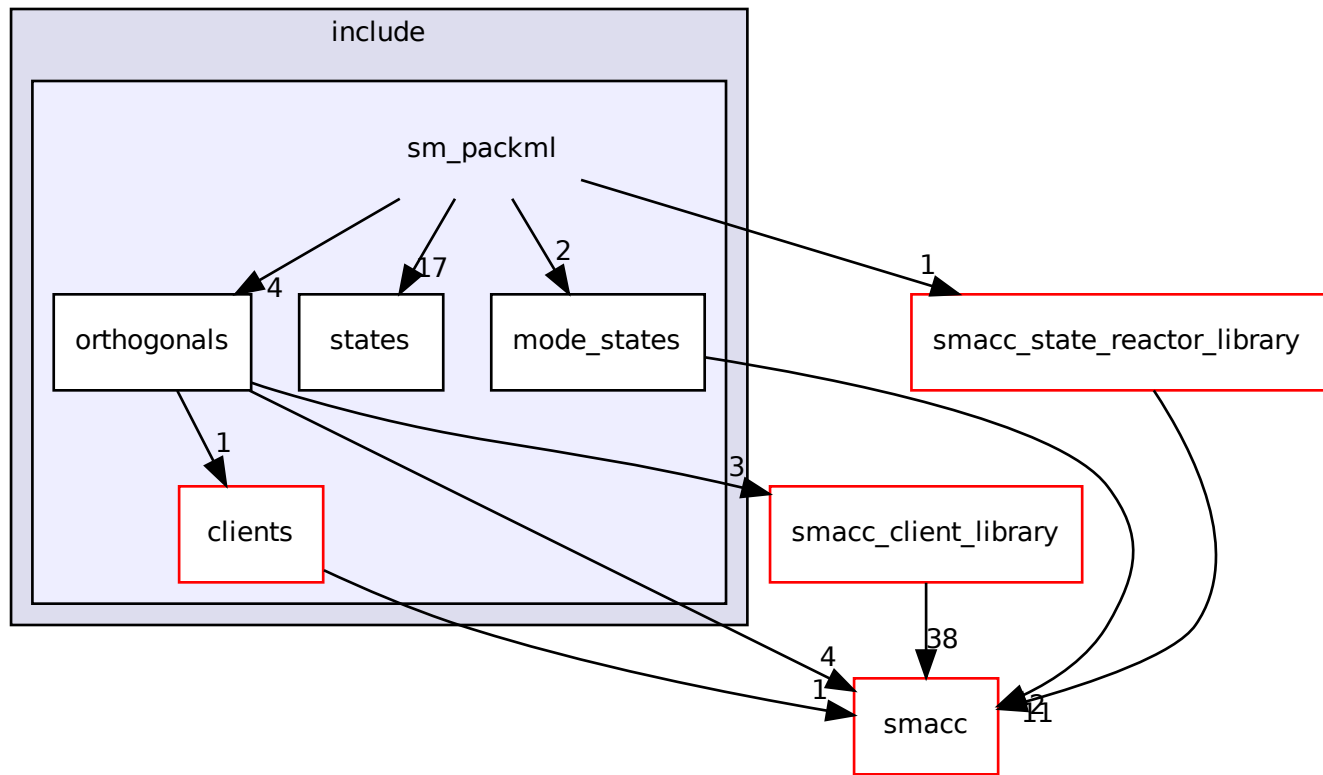 include
sm_packml
4
17
2
1
orthogonals
states
mode_states
smacc_state_reactor_library
1
3
clients
smacc_client_library
38
4
1
2
11
smacc